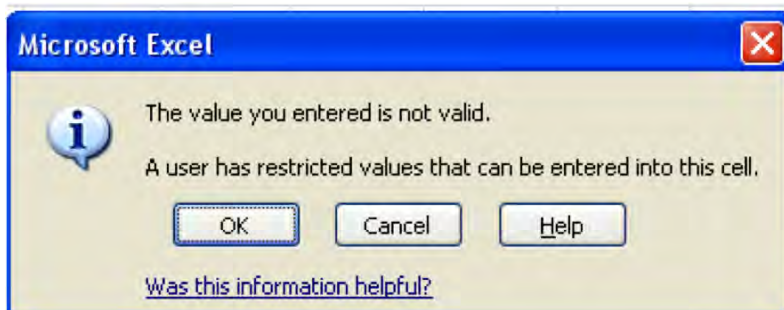 Microsoft Excel
The value you entered is not valid.
A user has restricted values that can be entered into this cell.
OK Cancel Help
Was this information helpful?